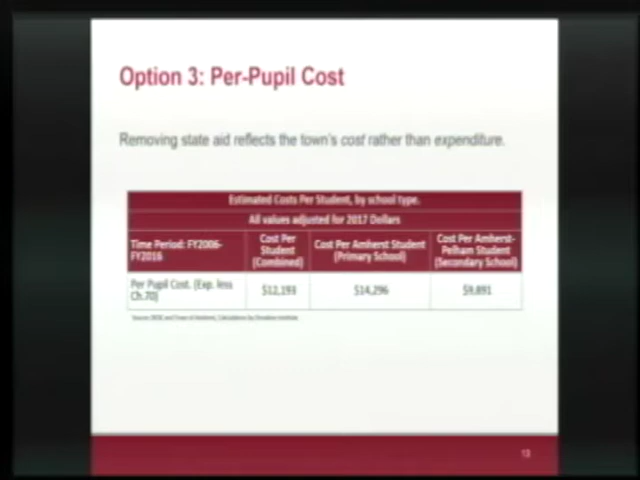 Option 3: Per-Pupil Cost
Removing state aid reflects the town's cost rather than expenditure.
Estimated Costs Per Student, by school type.
All values adjusted for 2017 Dollars
Time Period: FY2006-
FY2016
Cost Per
Student
(Combined)
Cost Per Amherst Student
(Primary School)
Cost Per Amherst-
Pelham Student
(Secondary School)
Per Pupil Cost. (Exp. less
Ch.70)
$12,193
$14,296
$9,891
13